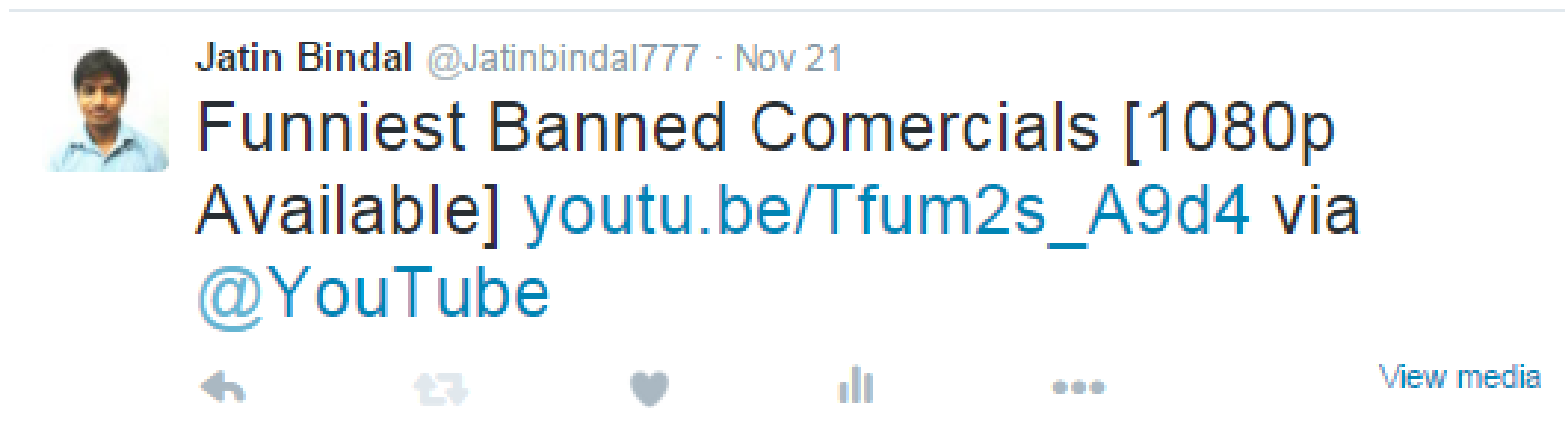 Jatin Bindal @Jatinbindal777 · Nov 21
Funniest Banned Comercials [1080p
Available] youtu.be/Tfum2s_A9d4 via
@YouTube
View media